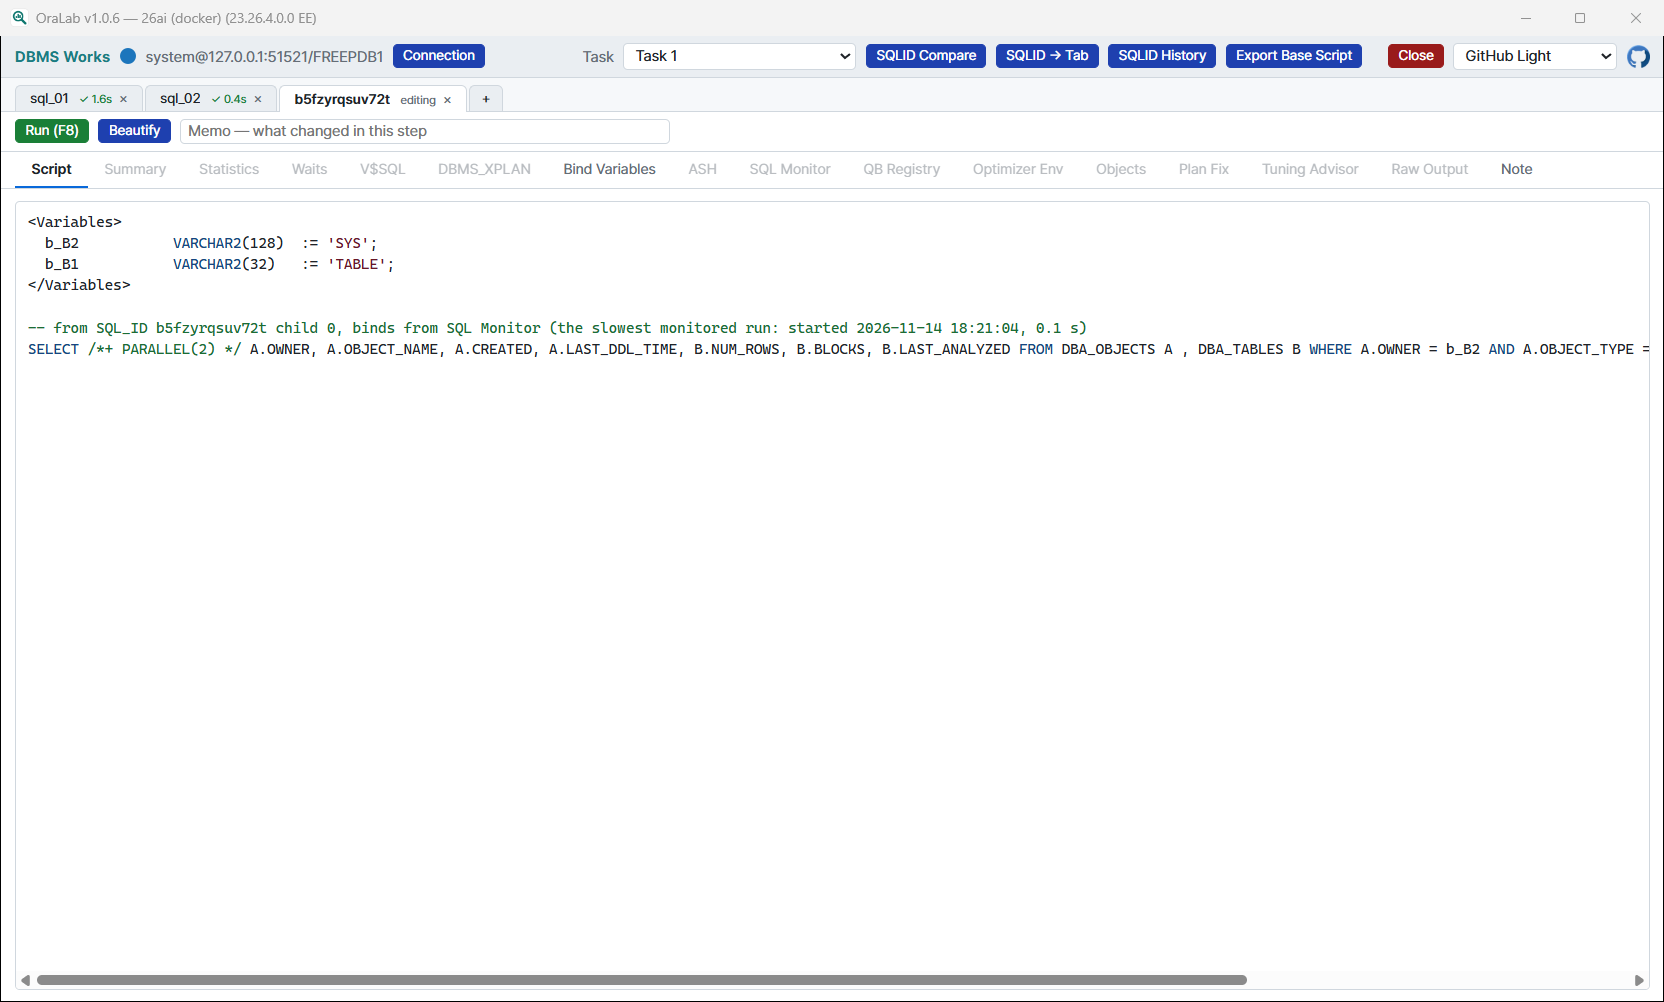 OraLab v1.0.6 — 26ai (docker) (23.26.4.0.0 EE)
DBMS Works system@127.0.0.1:51521/FREEPDB1 Connection Task Task 1 SQLID Compare SQLID → Tab SQLID History Export Base Script Close GitHub Light
sql_01 ✓ 1.6s × sql_02 ✓ 0.4s × b5fzyrqsuv72t editing × +
Run (F8) Beautify Memo — what changed in this step
Script Summary Statistics Waits V$SQL DBMS_XPLAN Bind Variables ASH SQL Monitor QB Registry Optimizer Env Objects Plan Fix Tuning Advisor Raw Output Note
<Variables>
b_B2 VARCHAR2(128) := 'SYS';
b_B1 VARCHAR2(32) := 'TABLE';
</Variables>
-- from SQL_ID b5fzyrqsuv72t child 0, binds from SQL Monitor (the slowest monitored run: started 2026-11-14 18:21:04, 0.1 s)
SELECT /*+ PARALLEL(2) */ A.OWNER, A.OBJECT_NAME, A.CREATED, A.LAST_DDL_TIME, B.NUM_ROWS, B.BLOCKS, B.LAST_ANALYZED FROM DBA_OBJECTS A , DBA_TABLES B WHERE A.OWNER = b_B2 AND A.OBJECT_TYPE =